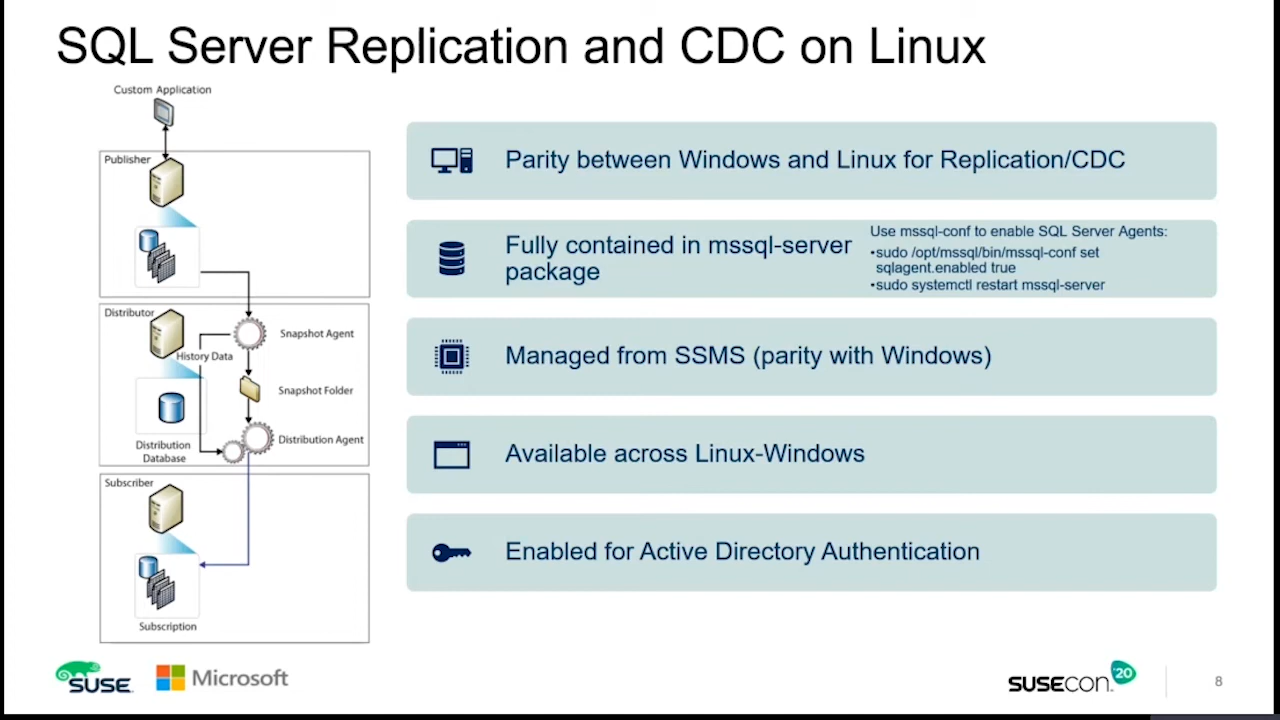 SQL Server Replication and CDC on Linux
Custom Application
Publisher
Distributor
Snapshot Agent
History Data
Snapshot Folder
Distribution Agent
Distribution
Database
Subscriber
Subscription
Parity between Windows and Linux for Replication/CDC
Fully contained in mssql-server
package
Use mssql-conf to enable SQL Server Agents:
•sudo /opt/mssql/bin/mssql-conf set
sqlagent.enabled true
•sudo systemctl restart mssql-server
Managed from SSMS (parity with Windows)
Available across Linux-Windows
Enabled for Active Directory Authentication
SUSE
Microsoft
SUSECON.
'20
8